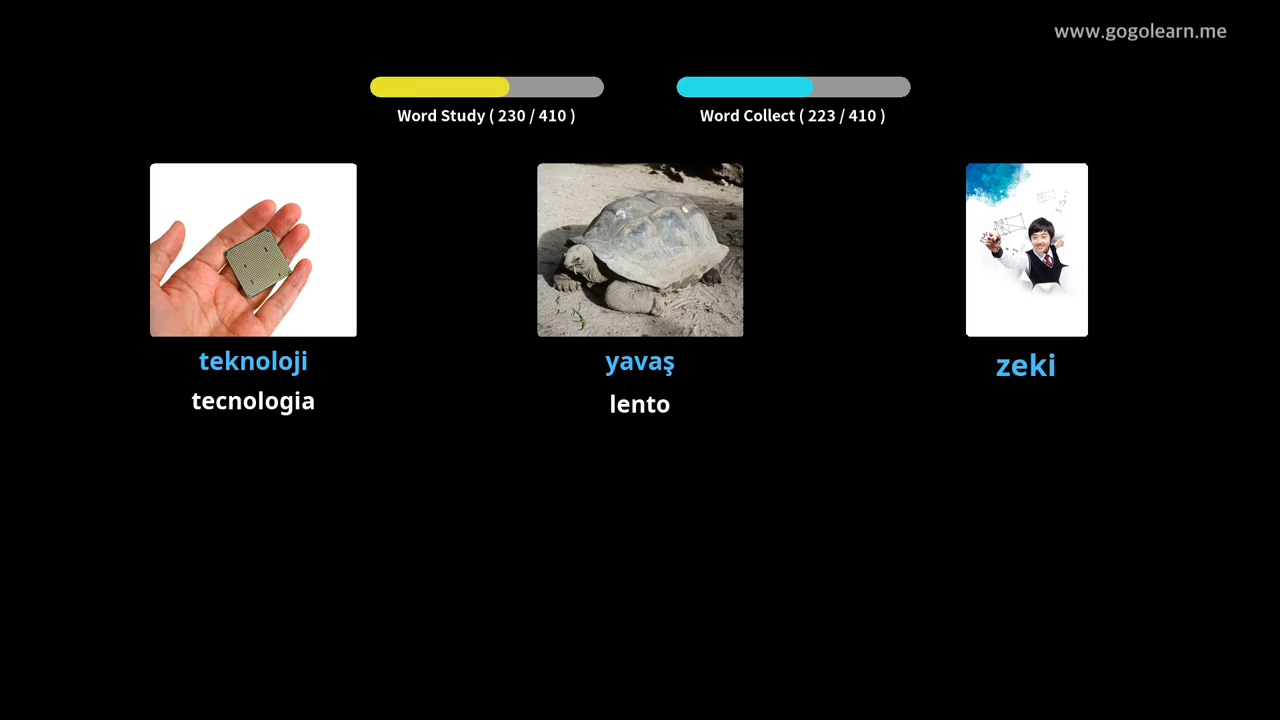 www.gogolearn.me
Word Study ( 230 / 410 )
Word Collect ( 223 / 410 )
teknoloji
tecnologia
yavaş
lento
zeki